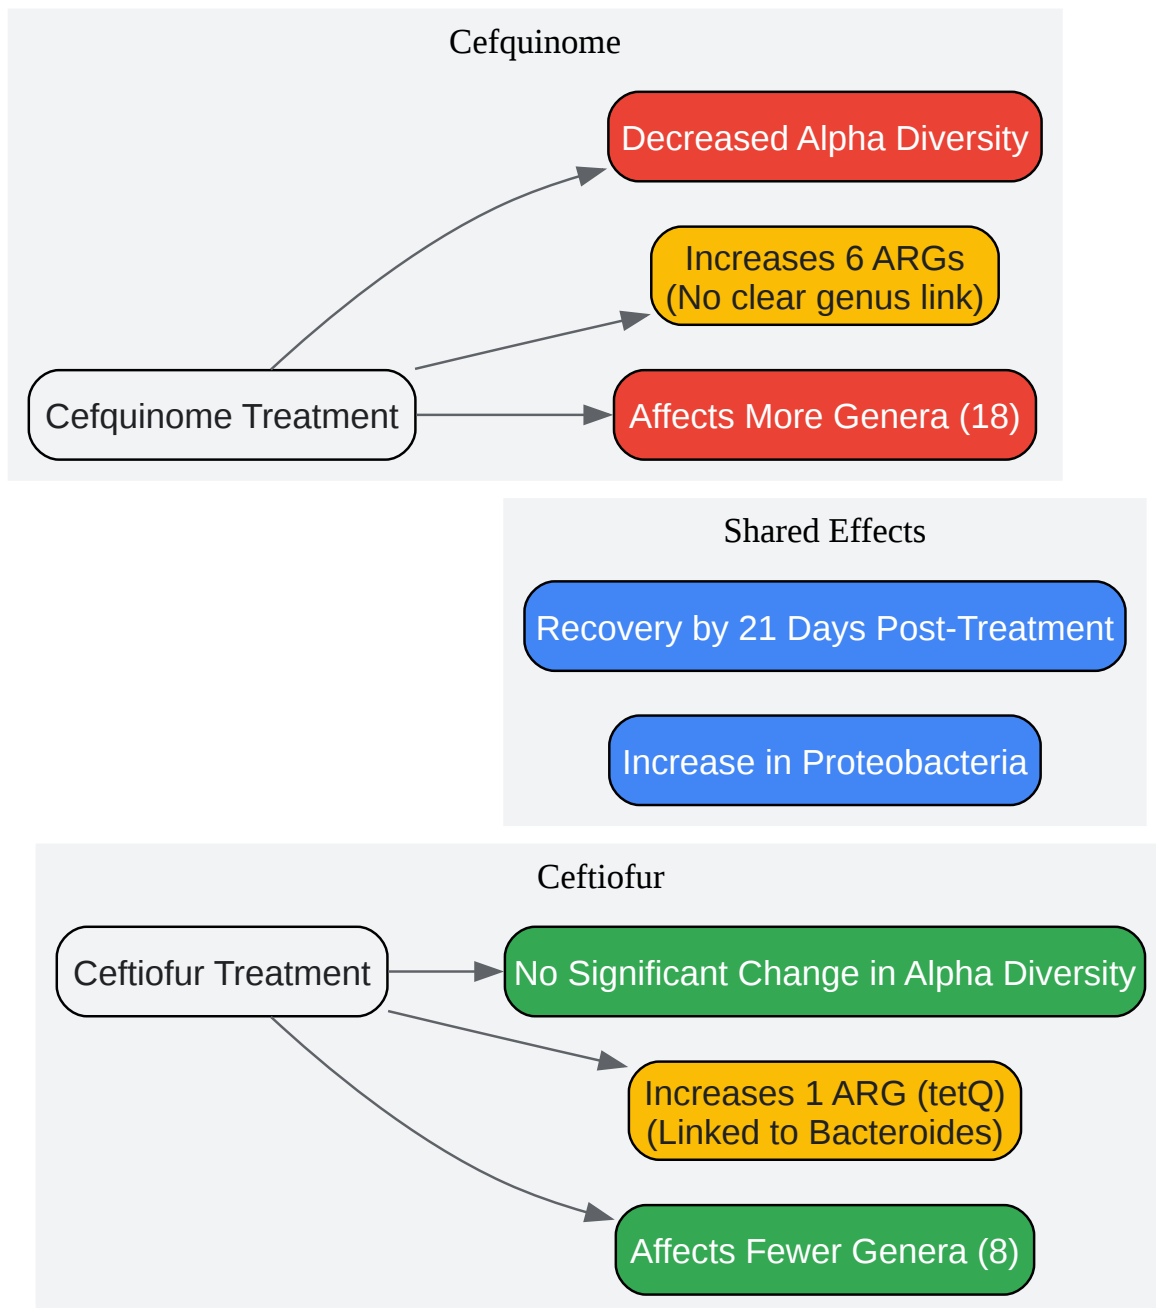 Cefquinome
Decreased Alpha Diversity
Increases 6 ARGs
(No clear genus link)
Cefquinome Treatment
Affects More Genera (18)
Shared Effects
Recovery by 21 Days Post-Treatment
Increase in Proteobacteria
Ceftiofur
Ceftiofur Treatment
No Significant Change in Alpha Diversity
Increases 1 ARG (tetQ)
(Linked to Bacteroides)
Affects Fewer Genera (8)